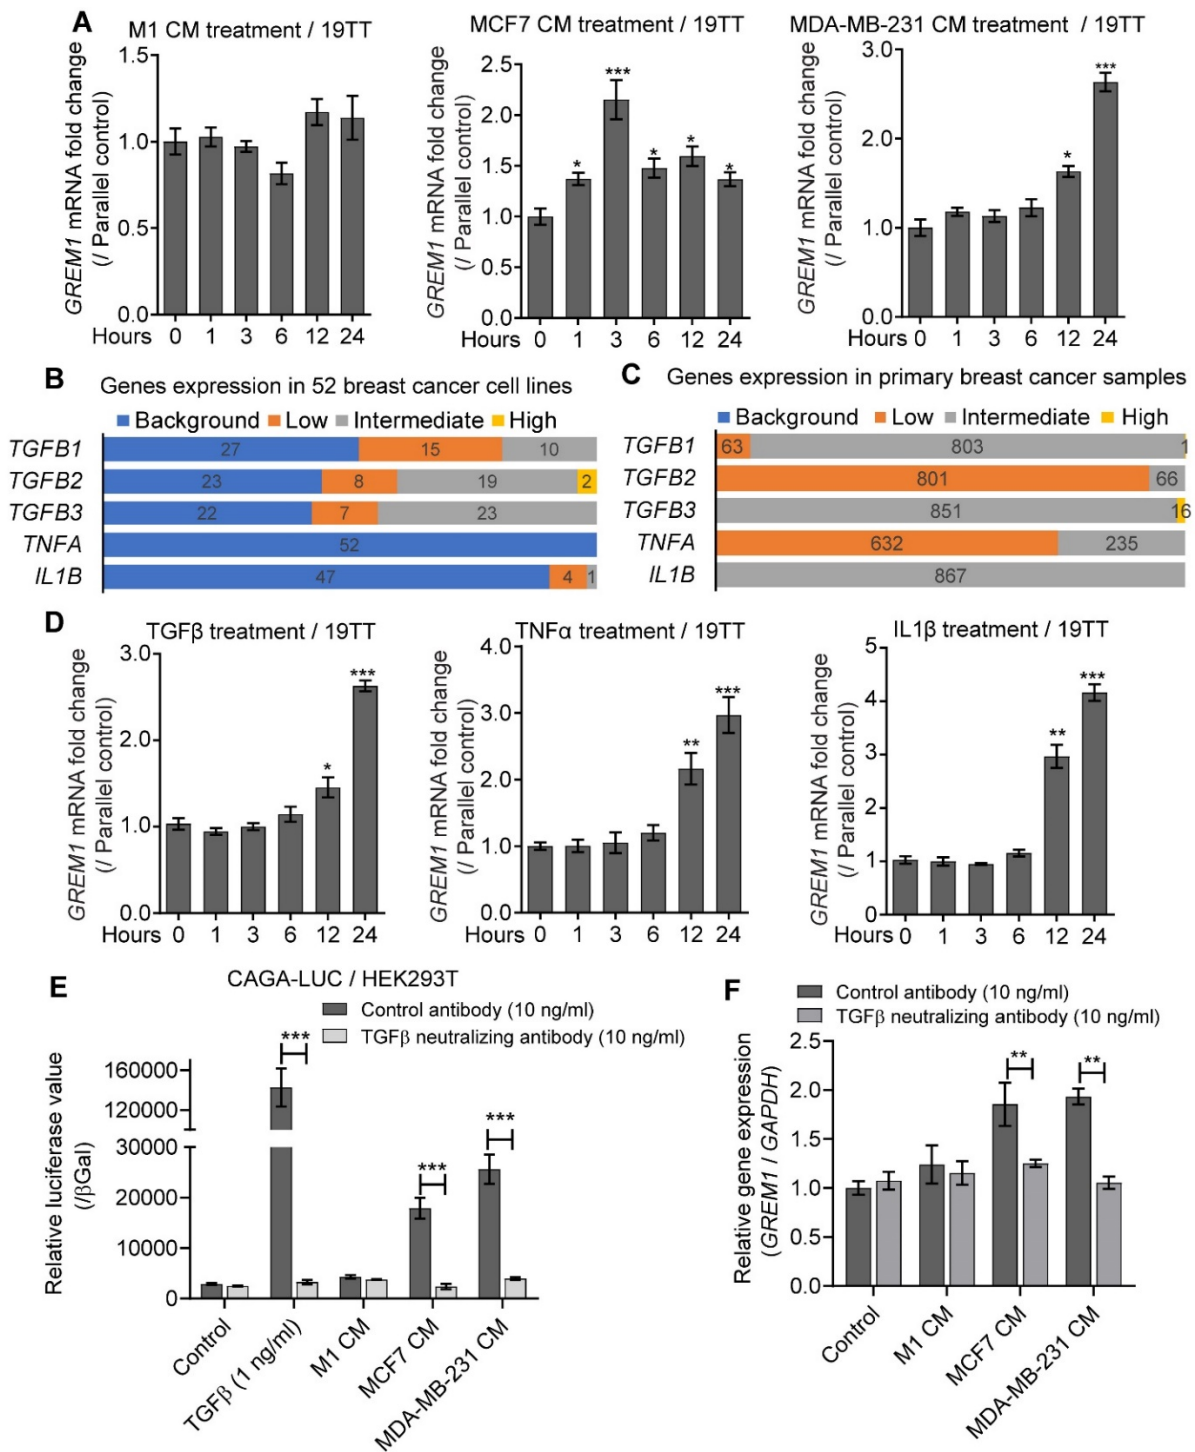 A
M1 CM treatment / 19TT
MCF7 CM treatment / 19TT
MDA-MB-231 CM treatment / 19TT
GREM1 mRNA fold change
(/ Parallel control)
1.5
1.0
0.5
0.0
Hours 0 1 3 6 12 24
GREM1 mRNA fold change
(/ Parallel control)
2.5
2.0
1.5
1.0
0.5
0.0
* *** * * *
Hours 0 1 3 6 12 24
GREM1 mRNA fold change
(/ Parallel control)
3.0
2.0
1.0
0.0
* ***
Hours 0 1 3 6 12 24
B
Genes expression in 52 breast cancer cell lines
Background Low Intermediate High
TGFB1 27 15 10
TGFB2 23 8 19 2
TGFB3 22 7 23
TNFA 52
IL1B 47 4 1
C
Genes expression in primary breast cancer samples
Background Low Intermediate High
TGFB1 63 803 1
TGFB2 801 66
TGFB3 851 16
TNFA 632 235
IL1B 867
D
TGFβ treatment / 19TT
TNFα treatment / 19TT
IL1β treatment / 19TT
GREM1 mRNA fold change
(/ Parallel control)
3.0
2.0
1.0
0.0
* ***
Hours 0 1 3 6 12 24
GREM1 mRNA fold change
(/ Parallel control)
4.0
3.0
2.0
1.0
0.0
** ***
Hours 0 1 3 6 12 24
GREM1 mRNA fold change
(/ Parallel control)
5
4
3
2
1
0
** ***
Hours 0 1 3 6 12 24
E
CAGA-LUC / HEK293T
Control antibody (10 ng/ml)
TGFβ neutralizing antibody (10 ng/ml)
Relative luciferase value
(/βGal)
160000
120000
30000
20000
10000
0
*** *** ***
Control
TGFβ (1 ng/ml)
M1 CM
MCF7 CM
MDA-MB-231 CM
F
Control antibody (10 ng/ml)
TGFβ neutralizing antibody (10 ng/ml)
Relative gene expression
(GREM1 / GAPDH)
2.5
2.0
1.5
1.0
0.5
0.0
** **
Control
M1 CM
MCF7 CM
MDA-MB-231 CM